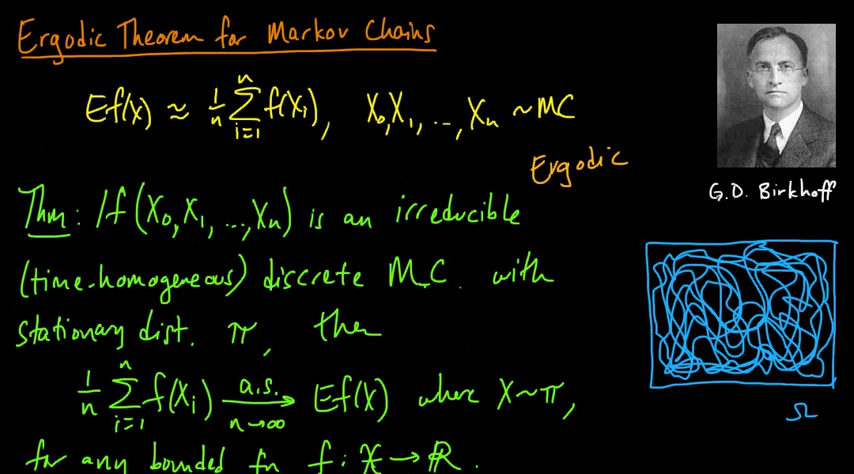 Ergodic Theorem for Markov Chains
Ef(X) ≈ 1/n ∑_{i=1}^{n} f(X_i), X_0, X_1, ..., X_n ~ MC
Ergodic
G.D. Birkhoff
Thm: If (X_0, X_1, ..., X_n) is an irreducible
(time-homogeneous) discrete MC with
stationary dist. π, then
1/n ∑_{i=1}^{n} f(X_i) →^{a.s.}_{n→∞} Ef(X) where X~π,
for any bounded fn f: X → ℝ.
Ω